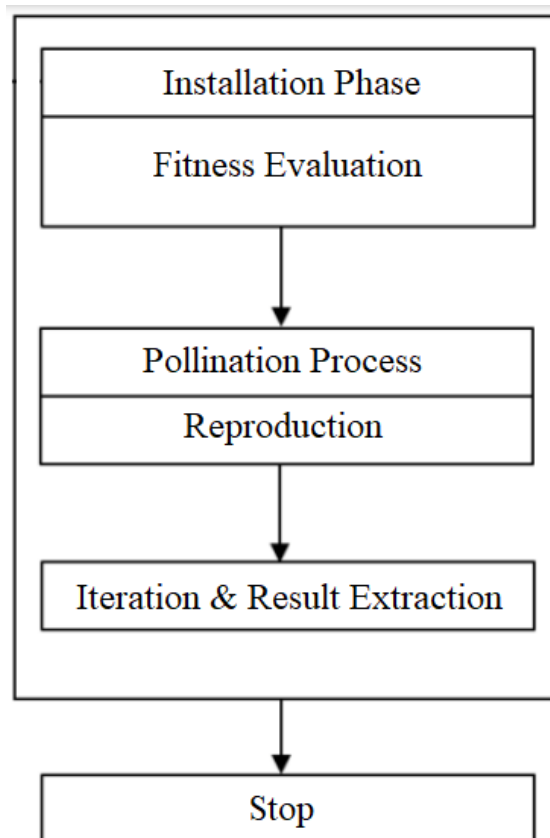 Installation Phase
Fitness Evaluation
Pollination Process
Reproduction
Iteration & Result Extraction
Stop